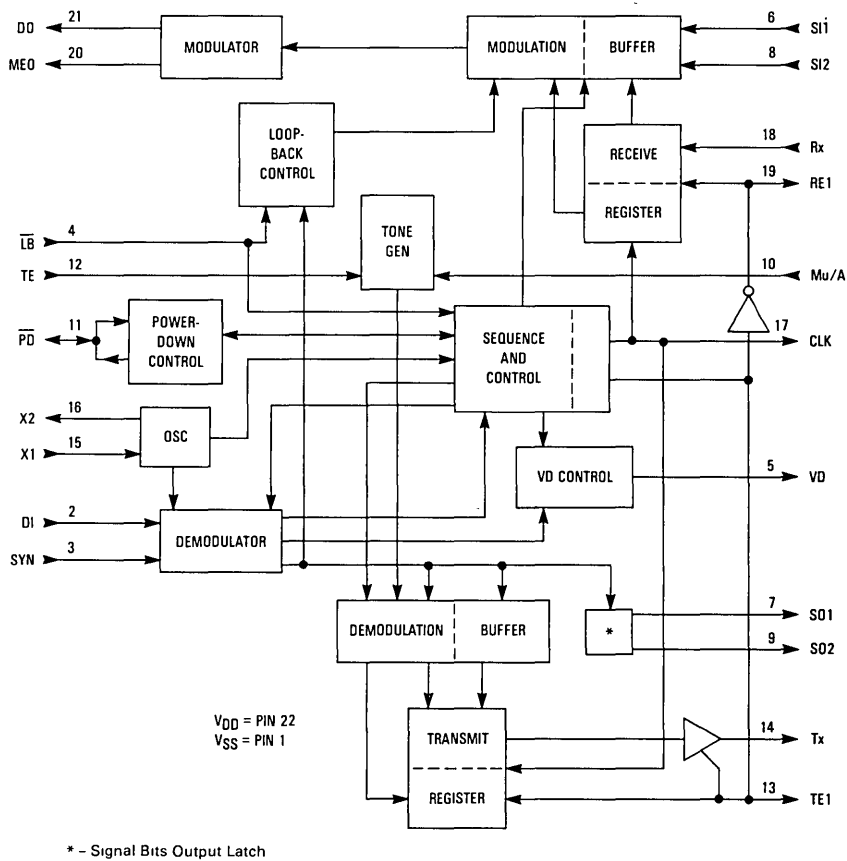 DO 21
MEO 20
MODULATOR
MODULATION BUFFER
6 SI1
8 SI2
LOOP-
BACK
CONTROL
RECEIVE
REGISTER
18 Rx
19 RE1
LB 4
TE 12
TONE
GEN
10 Mu/A
PD 11
POWER-
DOWN
CONTROL
SEQUENCE
AND
CONTROL
17 CLK
X2 16
X1 15
OSC
VD CONTROL
5 VD
DI 2
SYN 3
DEMODULATOR
DEMODULATION BUFFER
*
7 SO1
9 SO2
VDD = PIN 22
VSS = PIN 1
TRANSMIT
REGISTER
14 Tx
13 TE1
* – Signal Bits Output Latch